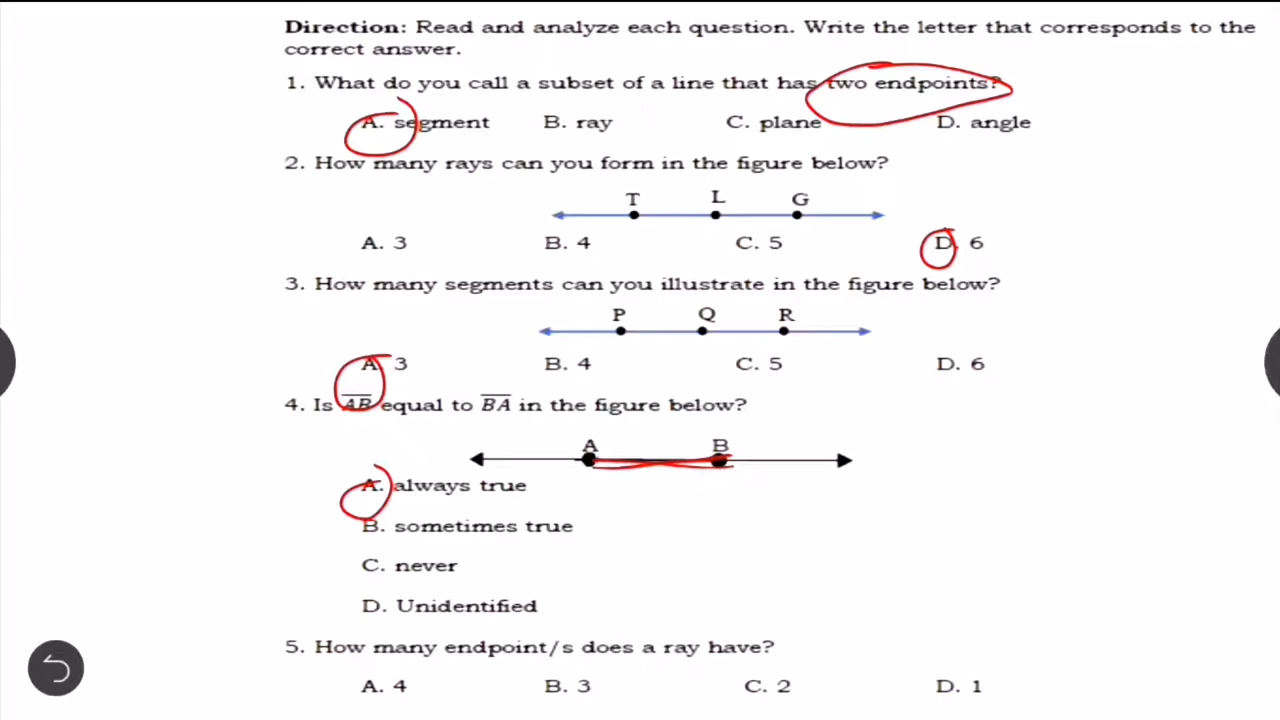 Direction: Read and analyze each question. Write the letter that corresponds to the
correct answer.
1. What do you call a subset of a line that has two endpoints?
A. segment B. ray C. plane D. angle
2. How many rays can you form in the figure below?
T L G
A. 3 B. 4 C. 5 D. 6
3. How many segments can you illustrate in the figure below?
P Q R
A. 3 B. 4 C. 5 D. 6
4. Is A̅B̅ equal to B̅A̅ in the figure below?
A B
A. always true
B. sometimes true
C. never
D. Unidentified
5. How many endpoint/s does a ray have?
A. 4 B. 3 C. 2 D. 1